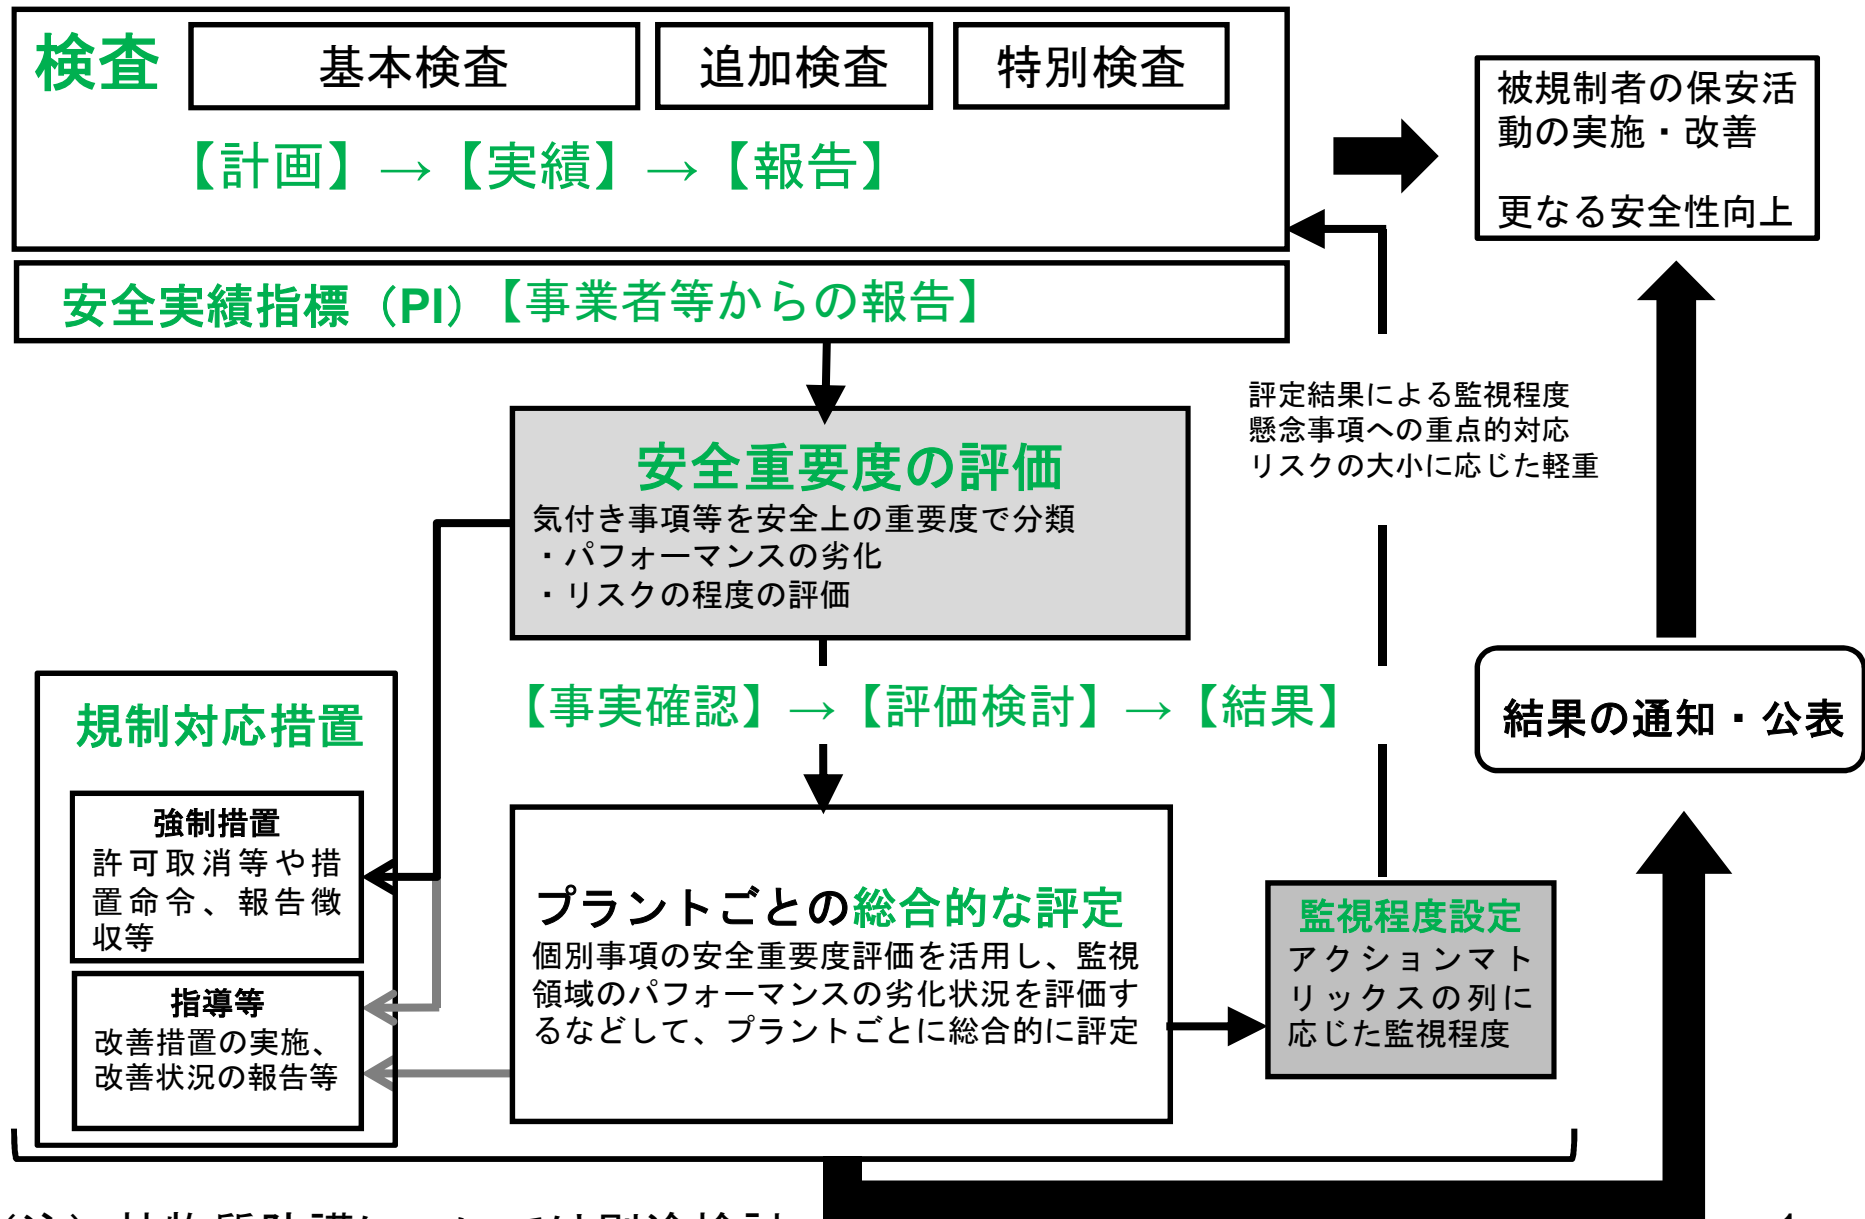 検査
基本検査
追加検査
特別検査
【計画】→【実績】→【報告】
被規制者の保安活
動の実施・改善
更なる安全性向上
安全実績指標（PI）【事業者等からの報告】
評定結果による監視程度
懸念事項への重点的対応
リスクの大小に応じた軽重
安全重要度の評価
気付き事項等を安全上の重要度で分類
・パフォーマンスの劣化
・リスクの程度の評価
【事実確認】→【評価検討】→【結果】
規制対応措置
強制措置
許可取消等や措
置命令、報告徴
収等
指導等
改善措置の実施、
改善状況の報告等
プラントごとの総合的な評定
個別事項の安全重要度評価を活用し、監視
領域のパフォーマンスの劣化状況を評価す
るなどして、プラントごとに総合的に評定
監視程度設定
アクションマト
リックスの列に
応じた監視程度
結果の通知・公表